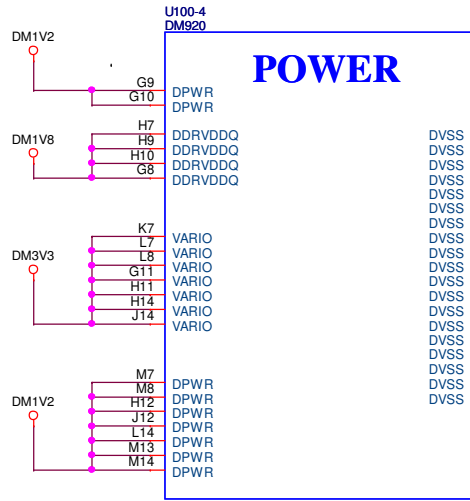 U100-4
DM920
DM1V2
POWER
G9 DPWR
G10 DPWR
DM1V8
H7 DDRVDDQ DVSS
H9 DDRVDDQ DVSS
H10 DDRVDDQ DVSS
G8 DDRVDDQ DVSS
DVSS
DVSS
DVSS
K7 VARIO DVSS
L7 VARIO DVSS
DM3V3
L8 VARIO DVSS
G11 VARIO DVSS
H11 VARIO DVSS
H14 VARIO DVSS
J14 VARIO DVSS
DVSS
DVSS
DVSS
M7 DPWR DVSS
M8 DPWR DVSS
DM1V2
H12 DPWR
J12 DPWR
L14 DPWR
M13 DPWR
M14 DPWR